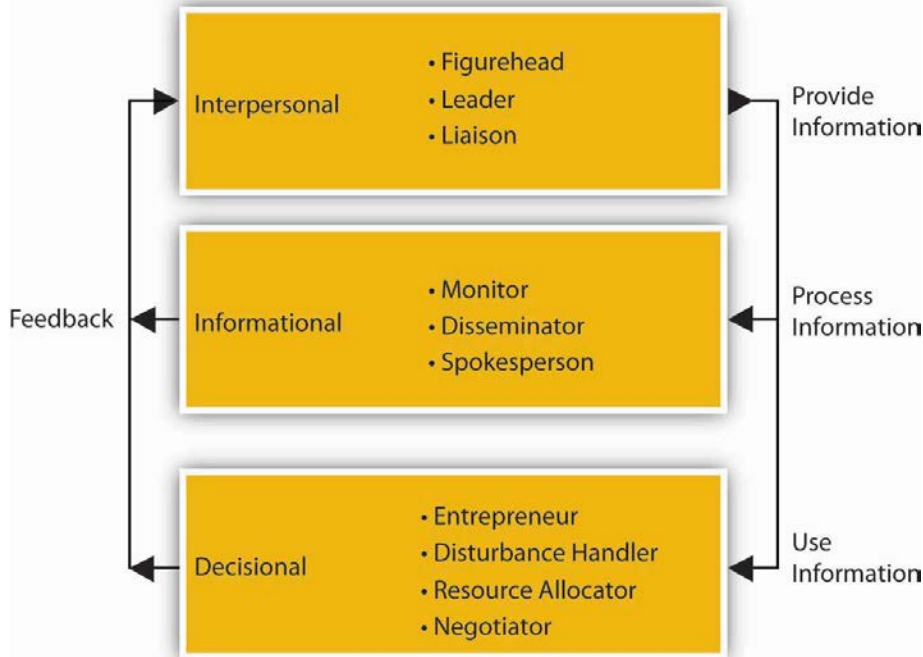 Interpersonal
• Figurehead
• Leader
• Liaison
Provide
Information
Feedback
Informational
• Monitor
• Disseminator
• Spokesperson
Process
Information
Decisional
• Entrepreneur
• Disturbance Handler
• Resource Allocator
• Negotiator
Use
Information